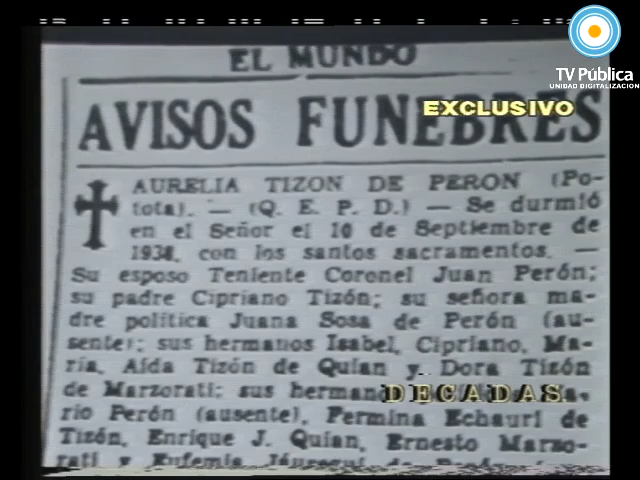 EL MUNDO
TV Pública
UNIDAD DIGITALIZACION
EXCLUSIVO
AVISOS FUNEBRES
AURELIA TIZON DE PERON (Po-
tota). — (Q. E. P. D.) — Se durmió
en el Señor el 10 de Septiembre de
1938, con los santos sacramentos. —
Su esposo Teniente Coronel Juan Perón;
su padre Cipriano Tizón; su señora ma-
dre política Juana Sosa de Perón (au-
sente); sus hermanos Isabel, Cipriano, Ma-
ría, Aida Tizón de Quian y Dora Tizón
de Marzorati; sus herman
DECADAS
rio Perón (ausente), Permina Echauri de
Tizón, Enrique J. Quian, Ernesto Marzo-
rati y Eufemia